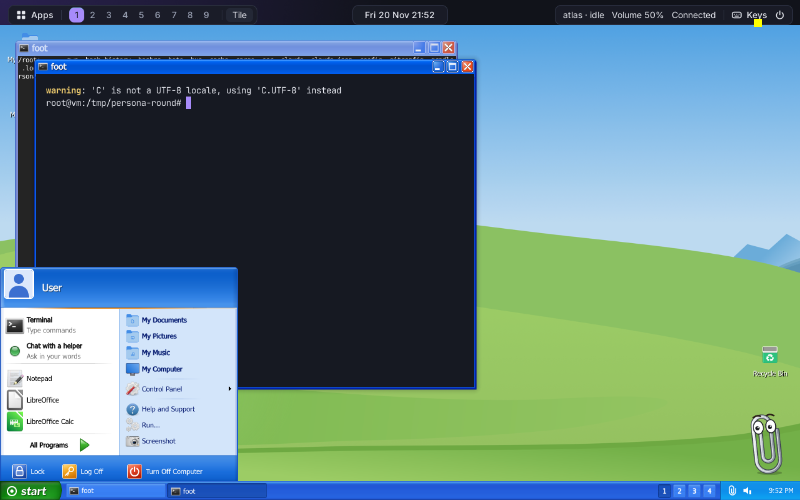 Apps 1 2 3 4 5 6 7 8 9 Tile
Fri 20 Nov 21:52
atlas · idle Volume 50% Connected Keys
foot
foot
warning: 'C' is not a UTF-8 locale, using 'C.UTF-8' instead
root@vm:/tmp/persona-round#
User
Terminal
Type commands
Chat with a helper
Ask in your words
Notepad
LibreOffice
LibreOffice Calc
All Programs
My Documents
My Pictures
My Music
My Computer
Control Panel
Help and Support
Run...
Screenshot
Lock Log Off Turn Off Computer
Recycle Bin
start foot foot 1 2 3 4 9:52 PM